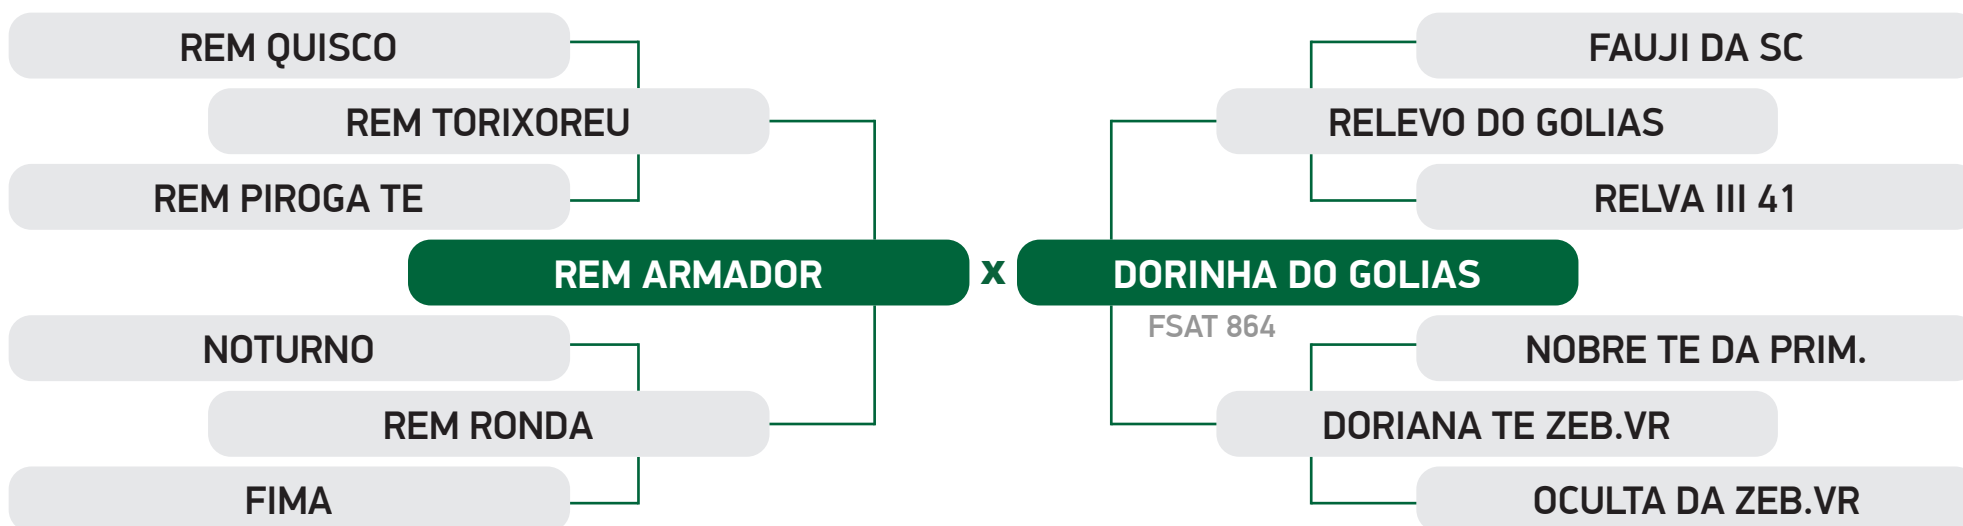 REM QUISCO
FAUJI DA SC
REM TORIXOREU
RELEVO DO GOLIAS
REM PIROGA TE
RELVA III 41
REM ARMADOR x DORINHA DO GOLIAS
FSAT 864
NOTURNO
NOBRE TE DA PRIM.
REM RONDA
DORIANA TE ZEB.VR
FIMA
OCULTA DA ZEB.VR